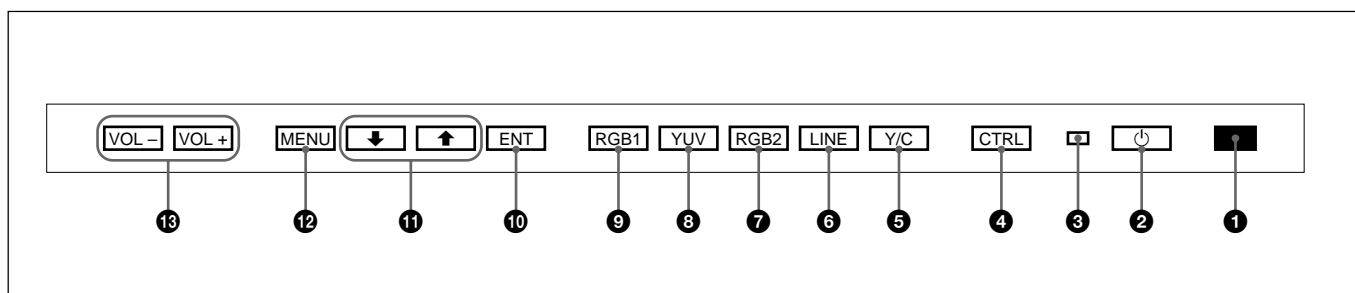 VOL – VOL + MENU ENT RGB1 YUV RGB2 LINE Y/C CTRL
13 12 11 10 9 8 7 6 5 4 3 2 1